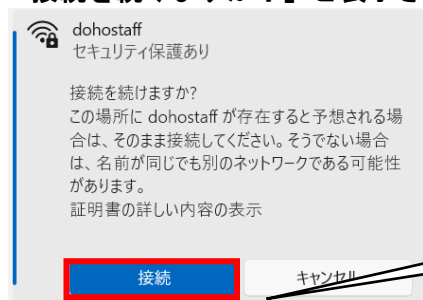 dohostaff
セキュリティ保護あり
接続を続けますか?
この場所に dohostaff が存在すると予想される場
合は、そのまま接続してください。そうでない場合
は、名前が同じでも別のネットワークである可能性
があります。
証明書の詳しい内容の表示
接続
キャンセル